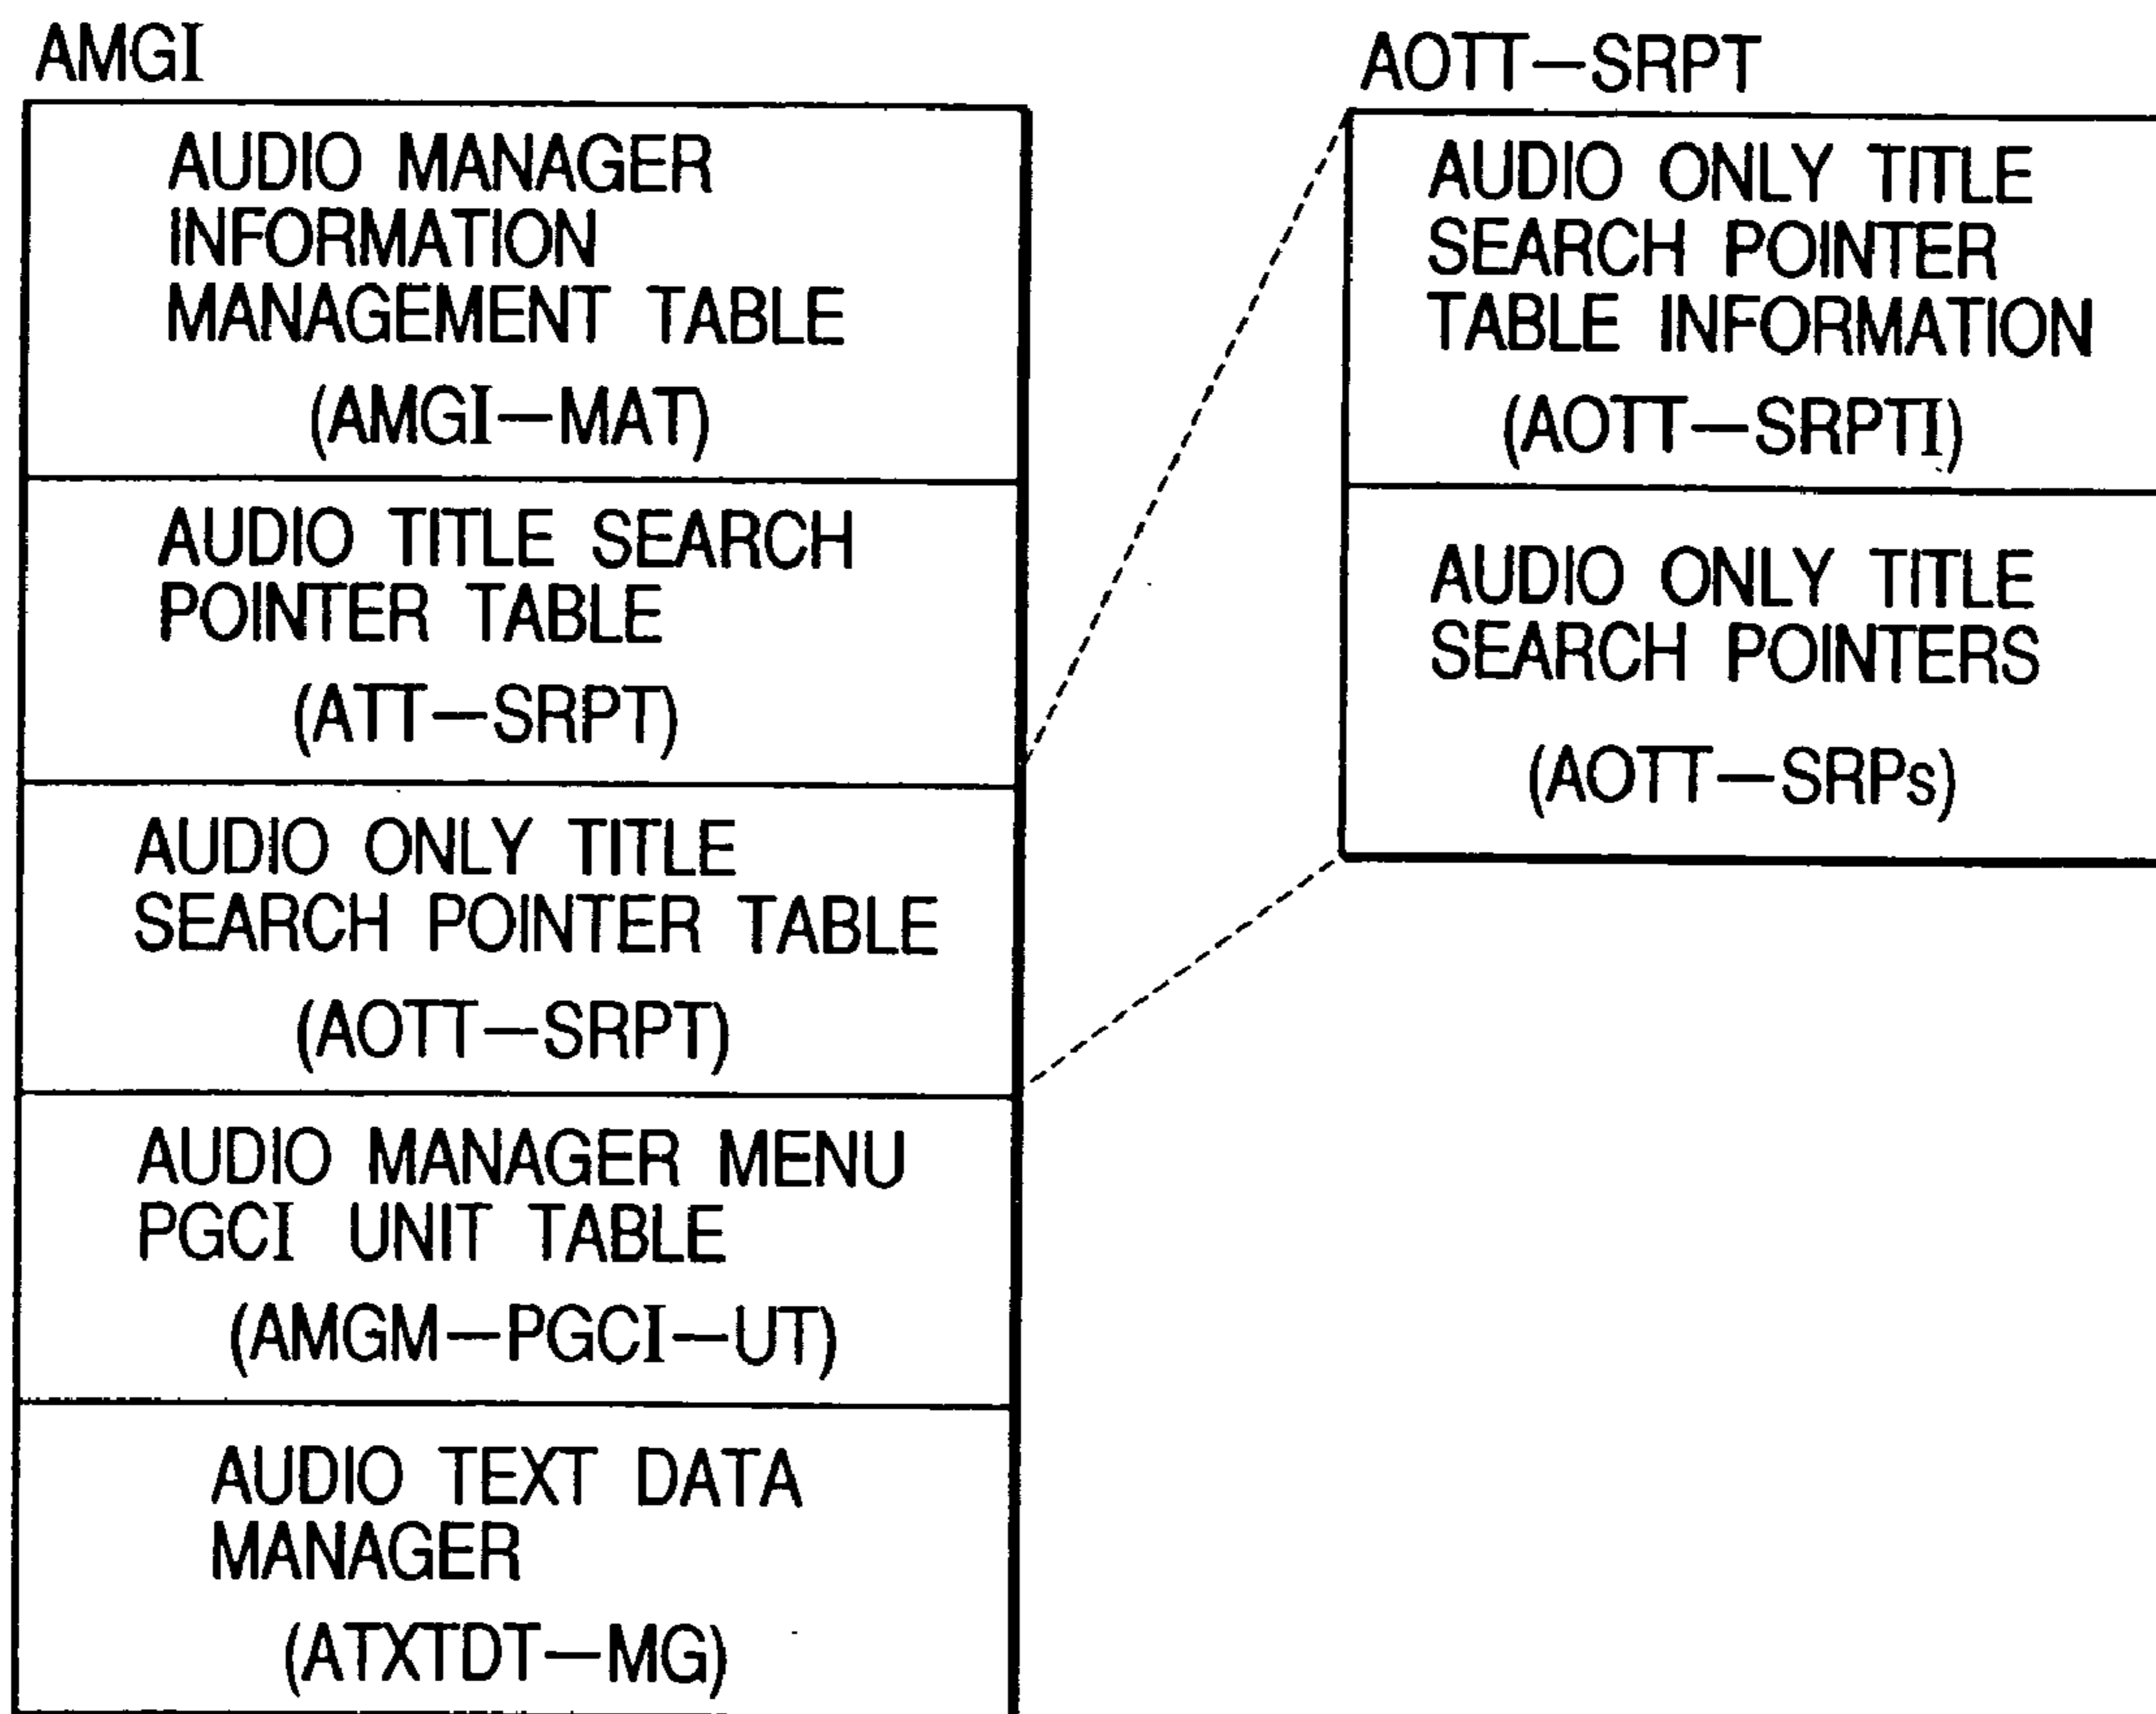 AMGI
AUDIO MANAGER
INFORMATION
MANAGEMENT TABLE
(AMGI—MAT)
AUDIO TITLE SEARCH
POINTER TABLE
(ATT—SRPT)
AUDIO ONLY TITLE
SEARCH POINTER TABLE
(AOTT—SRPT)
AUDIO MANAGER MENU
PGCI UNIT TABLE
(AMGM—PGCI—UT)
AUDIO TEXT DATA
MANAGER
(ATXTDT—MG)
AOTT—SRPT
AUDIO ONLY TITLE
SEARCH POINTER
TABLE INFORMATION
(AOTT—SRPTI)
AUDIO ONLY TITLE
SEARCH POINTERS
(AOTT—SRPs)